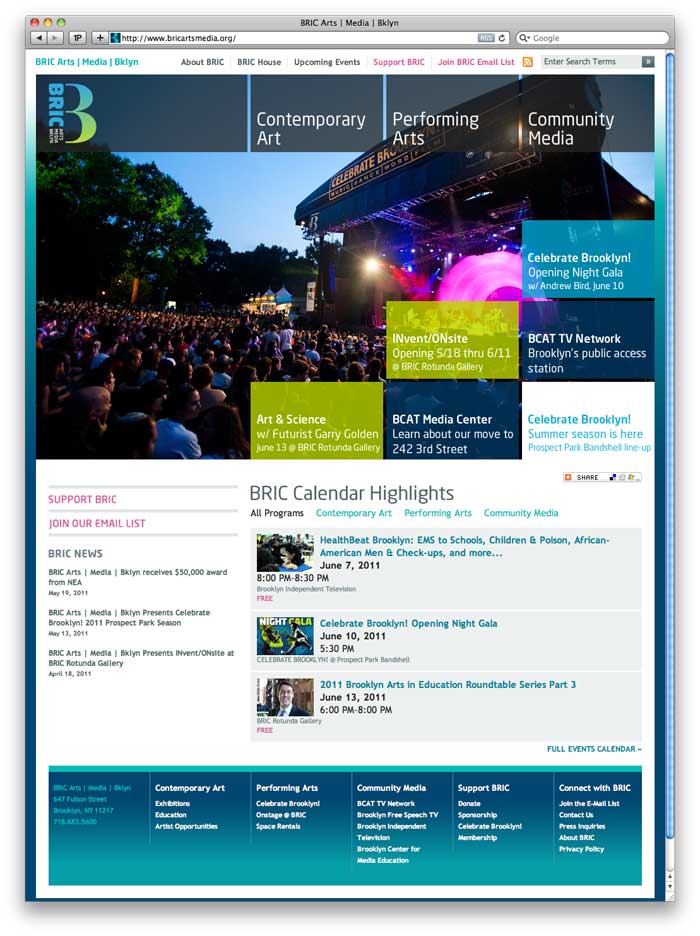 BRIC Arts | Media | Bklyn
1P
http://www.bricartsmedia.org/
RSS
Google
BRIC Arts | Media | Bklyn
About BRIC
BRIC House
Upcoming Events
Support BRIC
Join BRIC Email List
Enter Search Terms
BRIC
ARTS
MEDIA
BKLYN
Contemporary
Art
Performing
Arts
Community
Media
CELEBRATE BROOKLYN
MUSIC DANCE WORD FILM
Celebrate Brooklyn!
Opening Night Gala
w/ Andrew Bird, June 10
INvent/ONsite
Opening 5/18 thru 6/11
@ BRIC Rotunda Gallery
BCAT TV Network
Brooklyn's public access
station
Art & Science
w/ Futurist Garry Golden
June 13 @ BRIC Rotunda Gallery
BCAT Media Center
Learn about our move to
242 3rd Street
Celebrate Brooklyn!
Summer season is here
Prospect Park Bandshell line-up
SHARE
SUPPORT BRIC
JOIN OUR EMAIL LIST
BRIC NEWS
BRIC Arts | Media | Bklyn receives $50,000 award
from NEA
May 19, 2011
BRIC Arts | Media | Bklyn Presents Celebrate
Brooklyn! 2011 Prospect Park Season
May 13, 2011
BRIC Arts | Media | Bklyn Presents INvent/ONsite at
BRIC Rotunda Gallery
April 18, 2011
BRIC Calendar Highlights
All Programs
Contemporary Art
Performing Arts
Community Media
HealthBeat Brooklyn: EMS to Schools, Children & Poison, African-
American Men & Check-ups, and more...
June 7, 2011
8:00 PM-8:30 PM
Brooklyn Independent Television
FREE
NIGHT GALA
Celebrate Brooklyn! Opening Night Gala
June 10, 2011
5:30 PM
CELEBRATE BROOKLYN! @ Prospect Park Bandshell
2011 Brooklyn Arts in Education Roundtable Series Part 3
June 13, 2011
6:00 PM-8:00 PM
BRIC Rotunda Gallery
FREE
FULL EVENTS CALENDAR »
BRIC Arts | Media | Bklyn
647 Fulton Street
Brooklyn, NY 11217
718.683.5600
Contemporary Art
Exhibitions
Education
Artist Opportunities
Performing Arts
Celebrate Brooklyn!
Onstage @ BRIC
Space Rentals
Community Media
BCAT TV Network
Brooklyn Free Speech TV
Brooklyn Independent
Television
Brooklyn Center for
Media Education
Support BRIC
Donate
Sponsorship
Celebrate Brooklyn!
Membership
Connect with BRIC
Join the E-Mail List
Contact Us
Press Inquiries
About BRIC
Privacy Policy